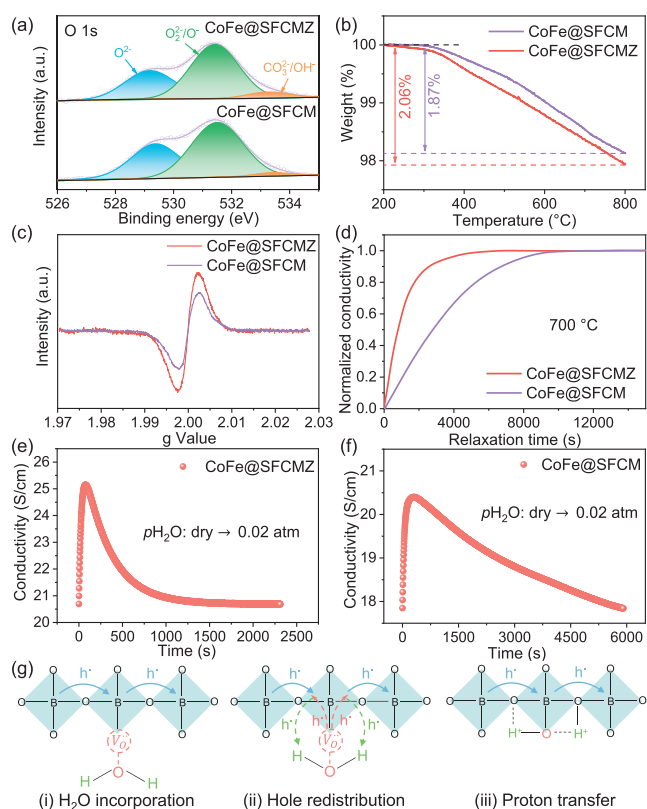 (a)
O 1s
CoFe@SFCMZ
O²⁻
O₂²⁻/O⁻
CO₃²⁻/OH⁻
CoFe@SFCM
Intensity (a.u.)
526 528 530 532 534
Binding energy (eV)
(b)
CoFe@SFCM
CoFe@SFCMZ
2.06%
1.87%
Weight (%)
100
99
98
200 400 600 800
Temperature (°C)
(c)
CoFe@SFCMZ
CoFe@SFCM
Intensity (a.u.)
1.97 1.98 1.99 2.00 2.01 2.02 2.03
g Value
(d)
Normalized conductivity
1.0
0.8
0.6
0.4
0.2
0.0
700 °C
CoFe@SFCMZ
CoFe@SFCM
0 4000 8000 12000
Relaxation time (s)
(e)
CoFe@SFCMZ
pH₂O: dry → 0.02 atm
Conductivity (S/cm)
26
25
24
23
22
21
20
0 500 1000 1500 2000 2500
Time (s)
(f)
CoFe@SFCM
pH₂O: dry → 0.02 atm
Conductivity (S/cm)
21
20
19
18
0 1500 3000 4500 6000
Time (s)
(g)
O O O
h• h•
O B O B O B O
O O
V_O
O
H H
(i) H₂O incorporation
O O O
h• h•
O B O B O B O
h• h• h• h•
O O
V_O
H H
O
(ii) Hole redistribution
O O O
h• h•
O B O B O B O
O O
H⁺ O H⁺
(iii) Proton transfer